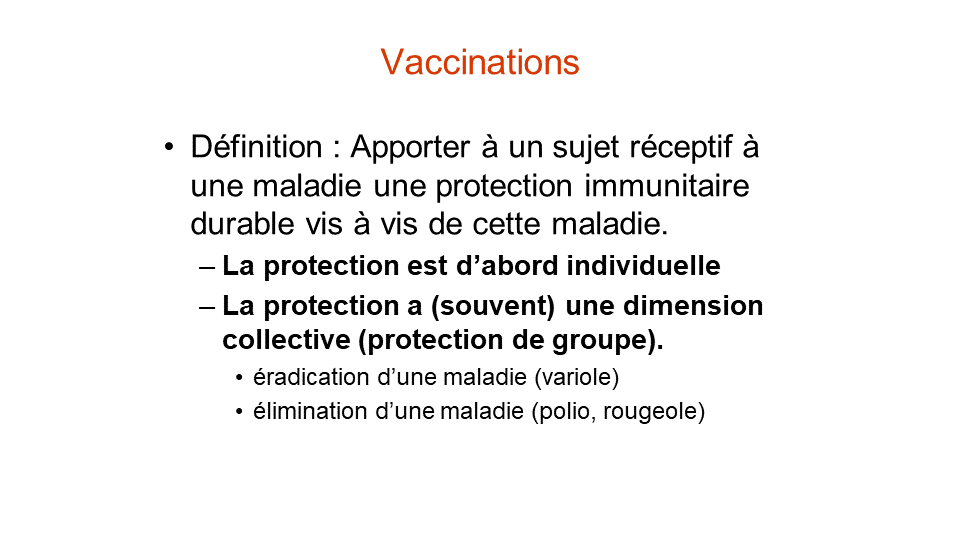 Vaccinations
• Définition : Apporter à un sujet réceptif à
une maladie une protection immunitaire
durable vis à vis de cette maladie.
– La protection est d’abord individuelle
– La protection a (souvent) une dimension
collective (protection de groupe).
• éradication d’une maladie (variole)
• élimination d’une maladie (polio, rougeole)